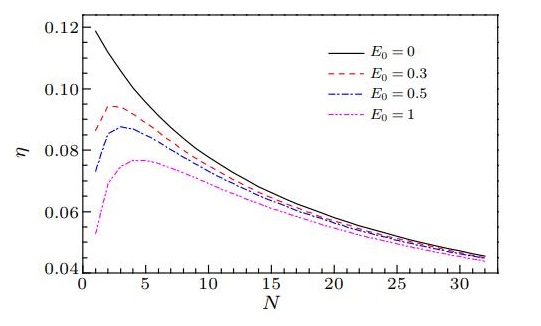 0.12
0.10
0.08
0.06
0.04
η
0 5 10 15 20 25 30
N
E₀ = 0
E₀ = 0.3
E₀ = 0.5
E₀ = 1